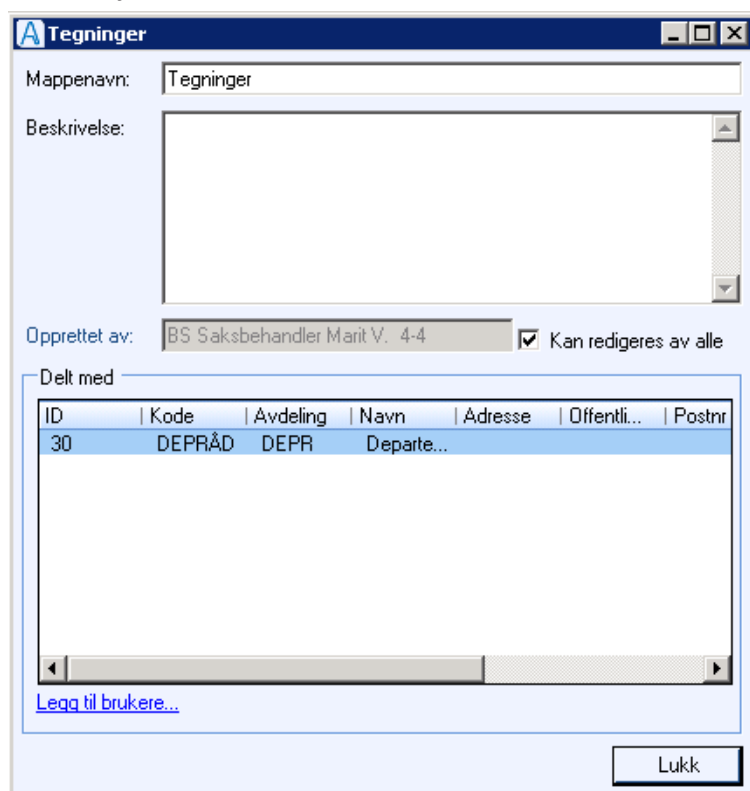 Tegninger
Mappenavn: Tegninger
Beskrivelse:
Opprettet av: BS Saksbehandler Marit V. 4-4 Kan redigeres av alle
Delt med
ID Kode Avdeling Navn Adresse Offentli... Postnr
30 DEPRÅD DEPR Departe...
Legg til brukere...
Lukk